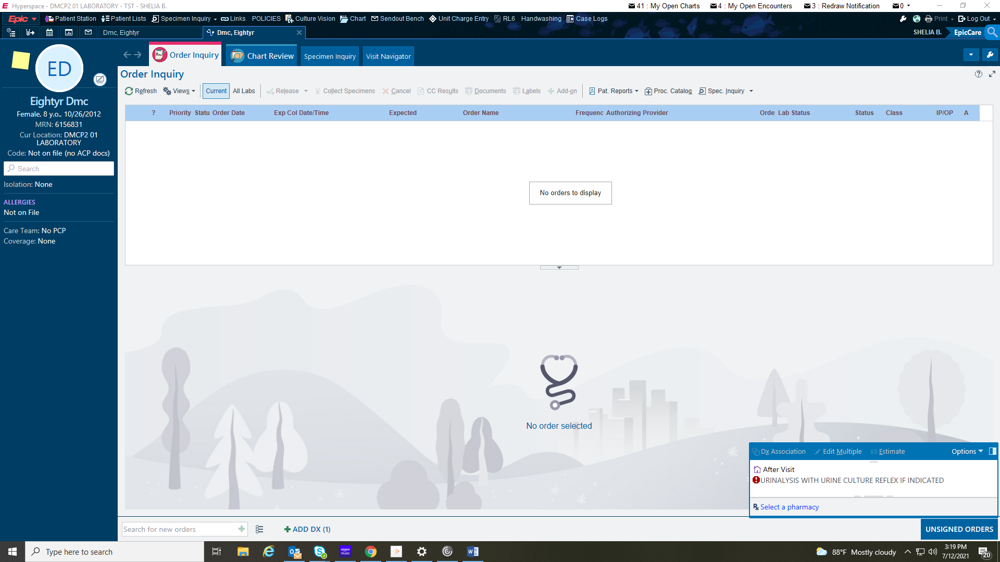 Hyperspace - DMCP2 01 LABORATORY - TST - SHELIA B.
41 : My Open Charts 4 : My Open Encounters 3 : Redraw Notification 0
Epic Patient Station Patient Lists Specimen Inquiry Links POLICIES Culture Vision Chart Sendout Bench Unit Charge Entry RL6 Handwashing Case Logs Print Log Out
Dmc, Eightyr Dmc, Eightyr SHELIA B. EpicCare
ED
Order Inquiry Chart Review Specimen Inquiry Visit Navigator
Order Inquiry
Refresh Views Current All Labs Release Collect Specimens Cancel CC Results Documents Labels Add-on Pat. Reports Proc. Catalog Spec. Inquiry
? Priority Statu Order Date Exp Col Date/Time Expected Order Name Frequenc Authorizing Provider Orde Lab Status Status Class IP/OP A
Eightyr Dmc
Female, 8 y.o., 10/26/2012
MRN: 6156831
Cur Location: DMCP2 01
LABORATORY
Code: Not on file (no ACP docs)
Search
Isolation: None
ALLERGIES
Not on File
Care Team: No PCP
Coverage: None
No orders to display
No order selected
Dx Association Edit Multiple Estimate Options
After Visit
URINALYSIS WITH URINE CULTURE REFLEX IF INDICATED
Select a pharmacy
Search for new orders ADD DX (1) UNSIGNED ORDERS
Type here to search
amazon music
88°F Mostly cloudy
3:19 PM
7/12/2021
20